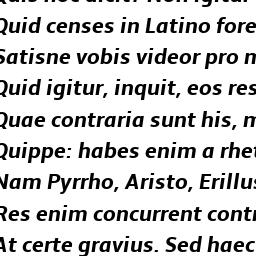 Quid censes in Latino fore
Satisne vobis videor pro m
Quid igitur, inquit, eos res
Quae contraria sunt his, m
Quippe: habes enim a rhet
Nam Pyrrho, Aristo, Erillus
Res enim concurrent contr
At certe gravius. Sed haec